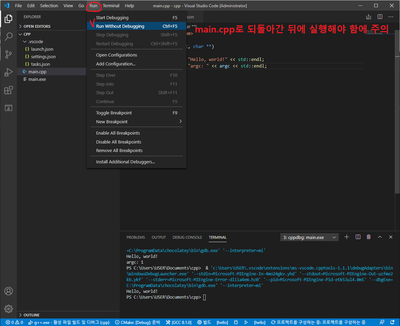 File Edit Selection View Go Run Terminal Help
main.cpp - cpp - Visual Studio Code [Administrator]
EXPLORER
OPEN EDITORS
CPP
.vscode
launch.json
settings.json
tasks.json
main.cpp
main.exe
Start Debugging F5
Run Without Debugging Ctrl+F5
Stop Debugging Shift+F5
Restart Debugging Ctrl+Shift+F5
Open Configurations
Add Configuration...
Step Over F10
Step Into F11
Step Out Shift+F11
Continue F5
Toggle Breakpoint F9
New Breakpoint
Enable All Breakpoints
Disable All Breakpoints
Remove All Breakpoints
Install Additional Debuggers...
main.cpp로 되돌아간 뒤에 실행해야 함에 주의
, char **)
"Hello, world!" << std::endl;
"argc: " << argc << std::endl;
PROBLEMS OUTPUT TERMINAL
cppdbg: main.exe
=C:\ProgramData\chocolatey\bin\gdb.exe' '--interpreter=mi'
Hello, world!
argc: 1
PS C:\Users\USER\Documents\cpp>
Hello, world!
argc: 1
PS C:\Users\USER\Documents\cpp>
OUTLINE